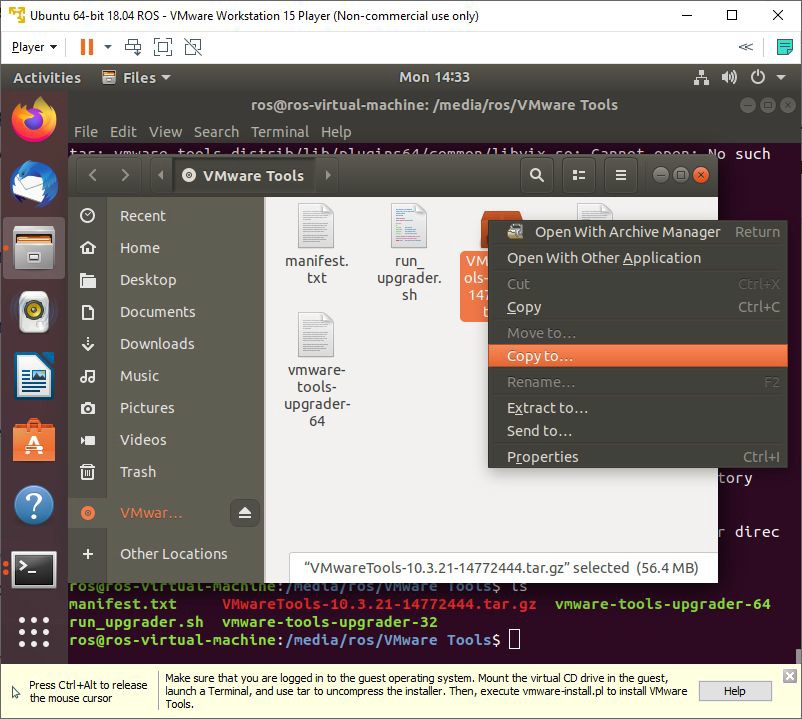 Ubuntu 64-bit 18.04 ROS - VMware Workstation 15 Player (Non-commercial use only)
Player
Activities Files Mon 14:33
ros@ros-virtual-machine: /media/ros/VMware Tools
File Edit View Search Terminal Help
tar: vmware-tools-distrib/lib/plugins64/common/libvix.so: Cannot open: No such
VMware Tools
Recent
Home
Desktop
Documents
Downloads
Music
Pictures
Videos
Trash
VMwar…
Other Locations
manifest.
txt
run_
upgrader.
sh
vmware-
tools-
upgrader-
64
Open With Archive Manager Return
Open With Other Application
Cut Ctrl+X
Copy Ctrl+C
Move to…
Copy to…
Rename… F2
Extract to…
Send to…
Properties Ctrl+I
tory
r direc
“VMwareTools-10.3.21-14772444.tar.gz” selected (56.4 MB)
ros@ros-virtual-machine:/media/ros/VMware Tools$ ls
manifest.txt VMwareTools-10.3.21-14772444.tar.gz vmware-tools-upgrader-64
run_upgrader.sh vmware-tools-upgrader-32
ros@ros-virtual-machine:/media/ros/VMware Tools$
Press Ctrl+Alt to release
the mouse cursor
Make sure that you are logged in to the guest operating system. Mount the virtual CD drive in the guest,
launch a Terminal, and use tar to uncompress the installer. Then, execute vmware-install.pl to install VMware
Tools.
Help